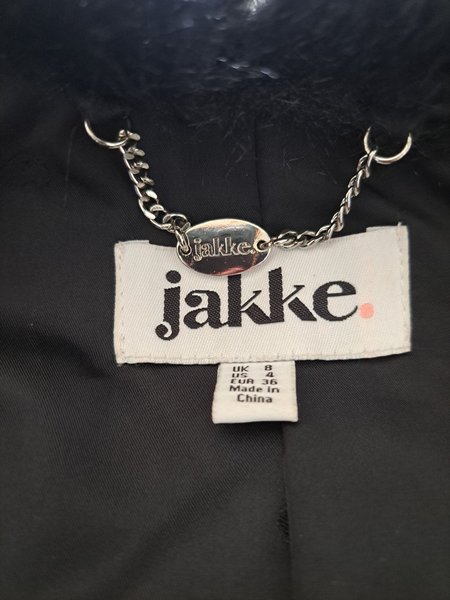 jakke.
jakke.
UK 8
US 4
EUR 36
Made in
China